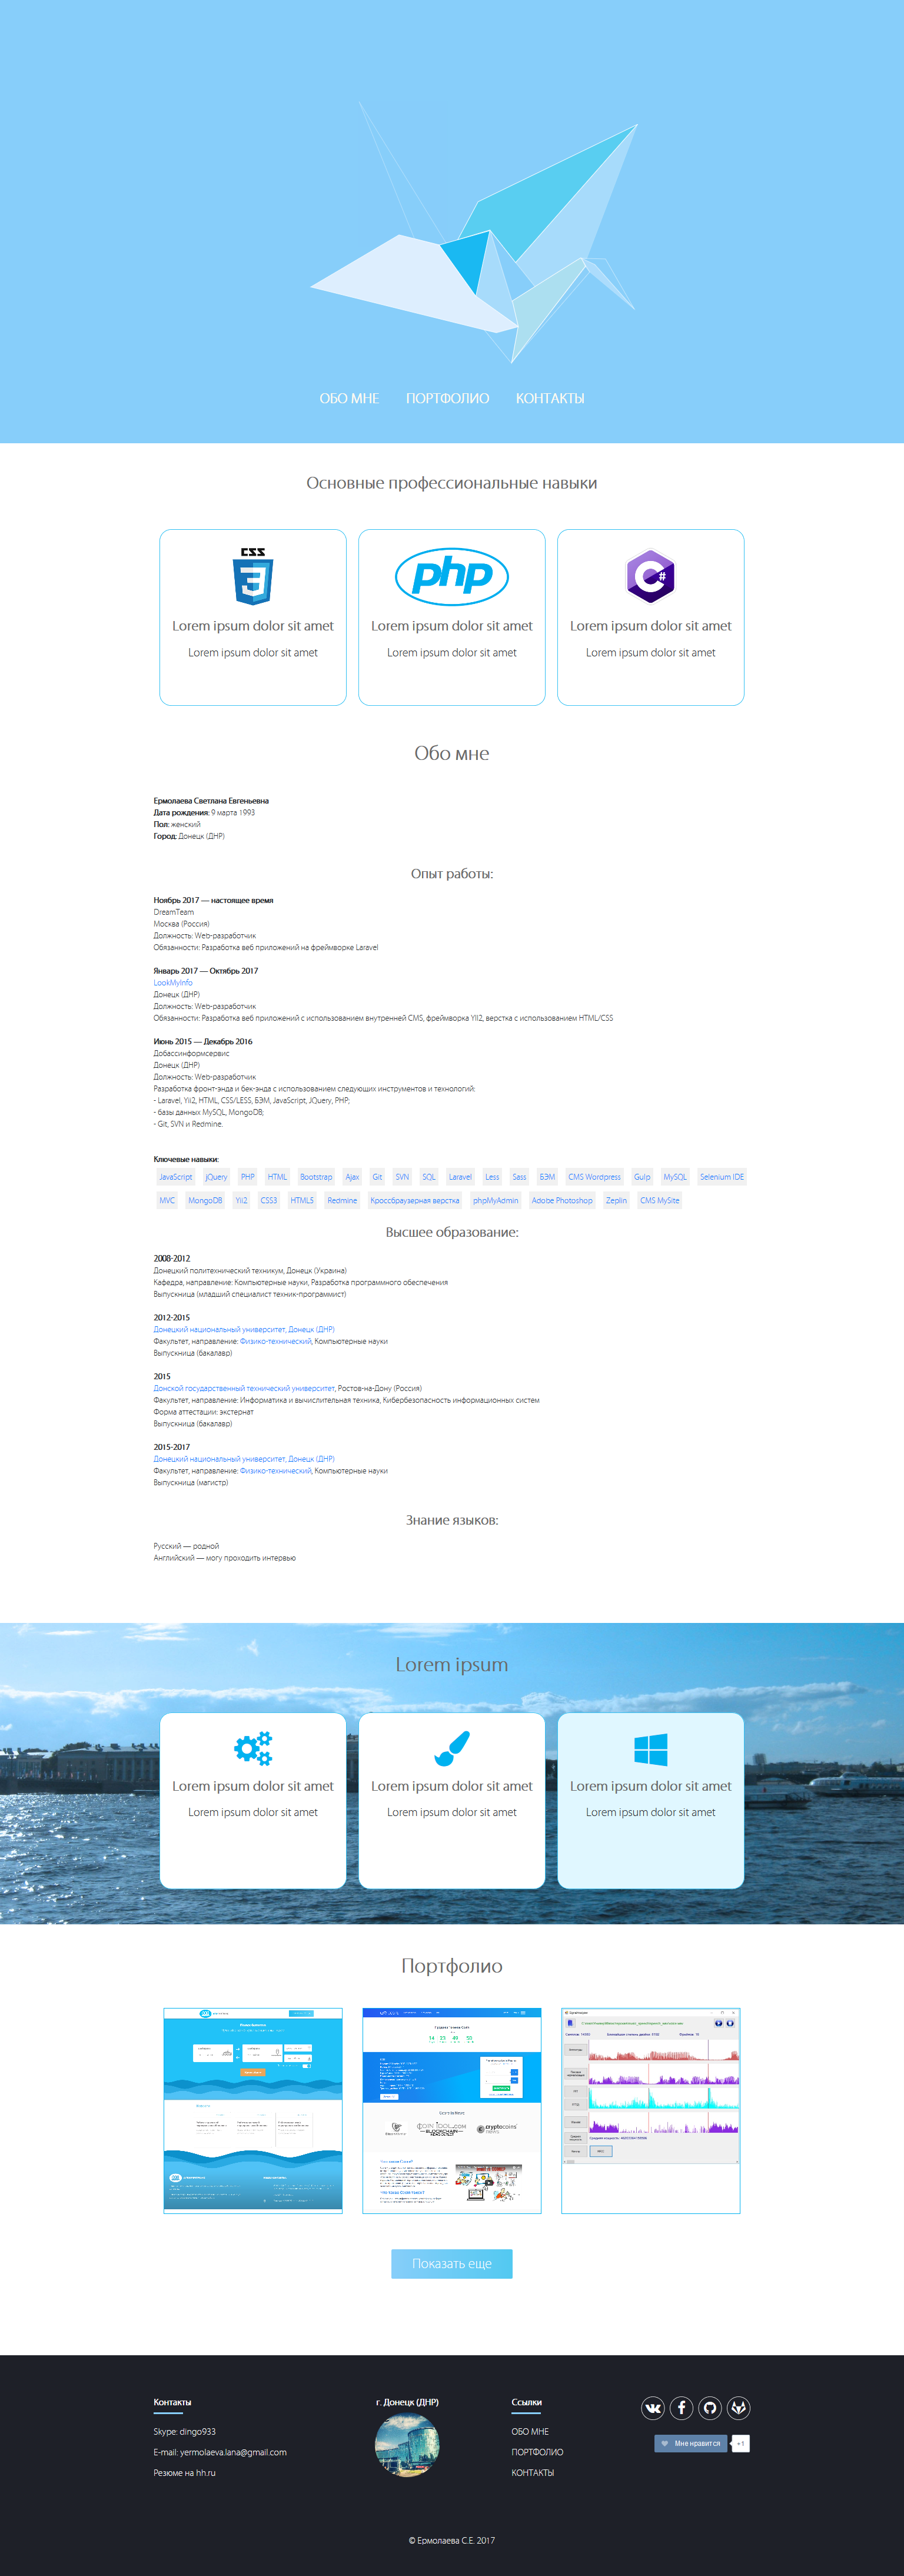 ОБО МНЕ ПОРТФОЛИО КОНТАКТЫ
Основные профессиональные навыки
CSS
3
php
C#
Lorem ipsum dolor sit amet
Lorem ipsum dolor sit amet
Lorem ipsum dolor sit amet
Lorem ipsum dolor sit amet
Lorem ipsum dolor sit amet
Lorem ipsum dolor sit amet
Обо мне
Ермолаева Светлана Евгеньевна
Дата рождения: 9 марта 1993
Пол: женский
Город: Донецк (ДНР)
Опыт работы:
Ноябрь 2017 — настоящее время
DreamTeam
Москва (Россия)
Должность: Web-разработчик
Обязанности: Разработка веб приложений на фреймворке Laravel
Январь 2017 — Октябрь 2017
LookMyInfo
Донецк (ДНР)
Должность: Web-разработчик
Обязанности: Разработка веб приложений с использованием внутренней CMS, фреймворка YII2, верстка с использованием HTML/CSS
Июнь 2015 — Декабрь 2016
Добассинформсервис
Донецк (ДНР)
Должность: Web-разработчик
Разработка фронт-энда и бек-энда с использованием следующих инструментов и технологий:
- Laravel, Yii2, HTML, CSS/LESS, БЭМ, JavaScript, JQuery, PHP;
- базы данных MySQL, MongoDB;
- Git, SVN и Redmine.
Ключевые навыки:
JavaScript jQuery PHP HTML Bootstrap Ajax Git SVN SQL Laravel Less Sass БЭМ CMS Wordpress Gulp MySQL Selenium IDE
MVC MongoDB Yii2 CSS3 HTML5 Redmine Кроссбраузерная верстка phpMyAdmin Adobe Photoshop Zeplin CMS MySite
Высшее образование:
2008-2012
Донецкий политехнический техникум, Донецк (Украина)
Кафедра, направление: Компьютерные науки, Разработка программного обеспечения
Выпускница (младший специалист техник-программист)
2012-2015
Донецкий национальный университет, Донецк (ДНР)
Факультет, направление: Физико-технический, Компьютерные науки
Выпускница (бакалавр)
2015
Донской государственный технический университет, Ростов-на-Дону (Россия)
Факультет, направление: Информатика и вычислительная техника, Кибербезопасность информационных систем
Форма аттестации: экстернат
Выпускница (бакалавр)
2015-2017
Донецкий национальный университет, Донецк (ДНР)
Факультет, направление: Физико-технический, Компьютерные науки
Выпускница (магистр)
Знание языков:
Русский — родной
Английский — могу проходить интервью
Lorem ipsum
Lorem ipsum dolor sit amet
Lorem ipsum dolor sit amet
Lorem ipsum dolor sit amet
Lorem ipsum dolor sit amet
Lorem ipsum dolor sit amet
Lorem ipsum dolor sit amet
Портфолио
COIN IDOL.COM
BLOCKCHAIN
cryptocoins
Показать еще
Контакты
Skype: dingo933
E-mail: yermolaeva.lana@gmail.com
Резюме на hh.ru
г. Донецк (ДНР)
Ссылки
ОБО МНЕ
ПОРТФОЛИО
КОНТАКТЫ
Мне нравится +1
© Ермолаева С.Е. 2017